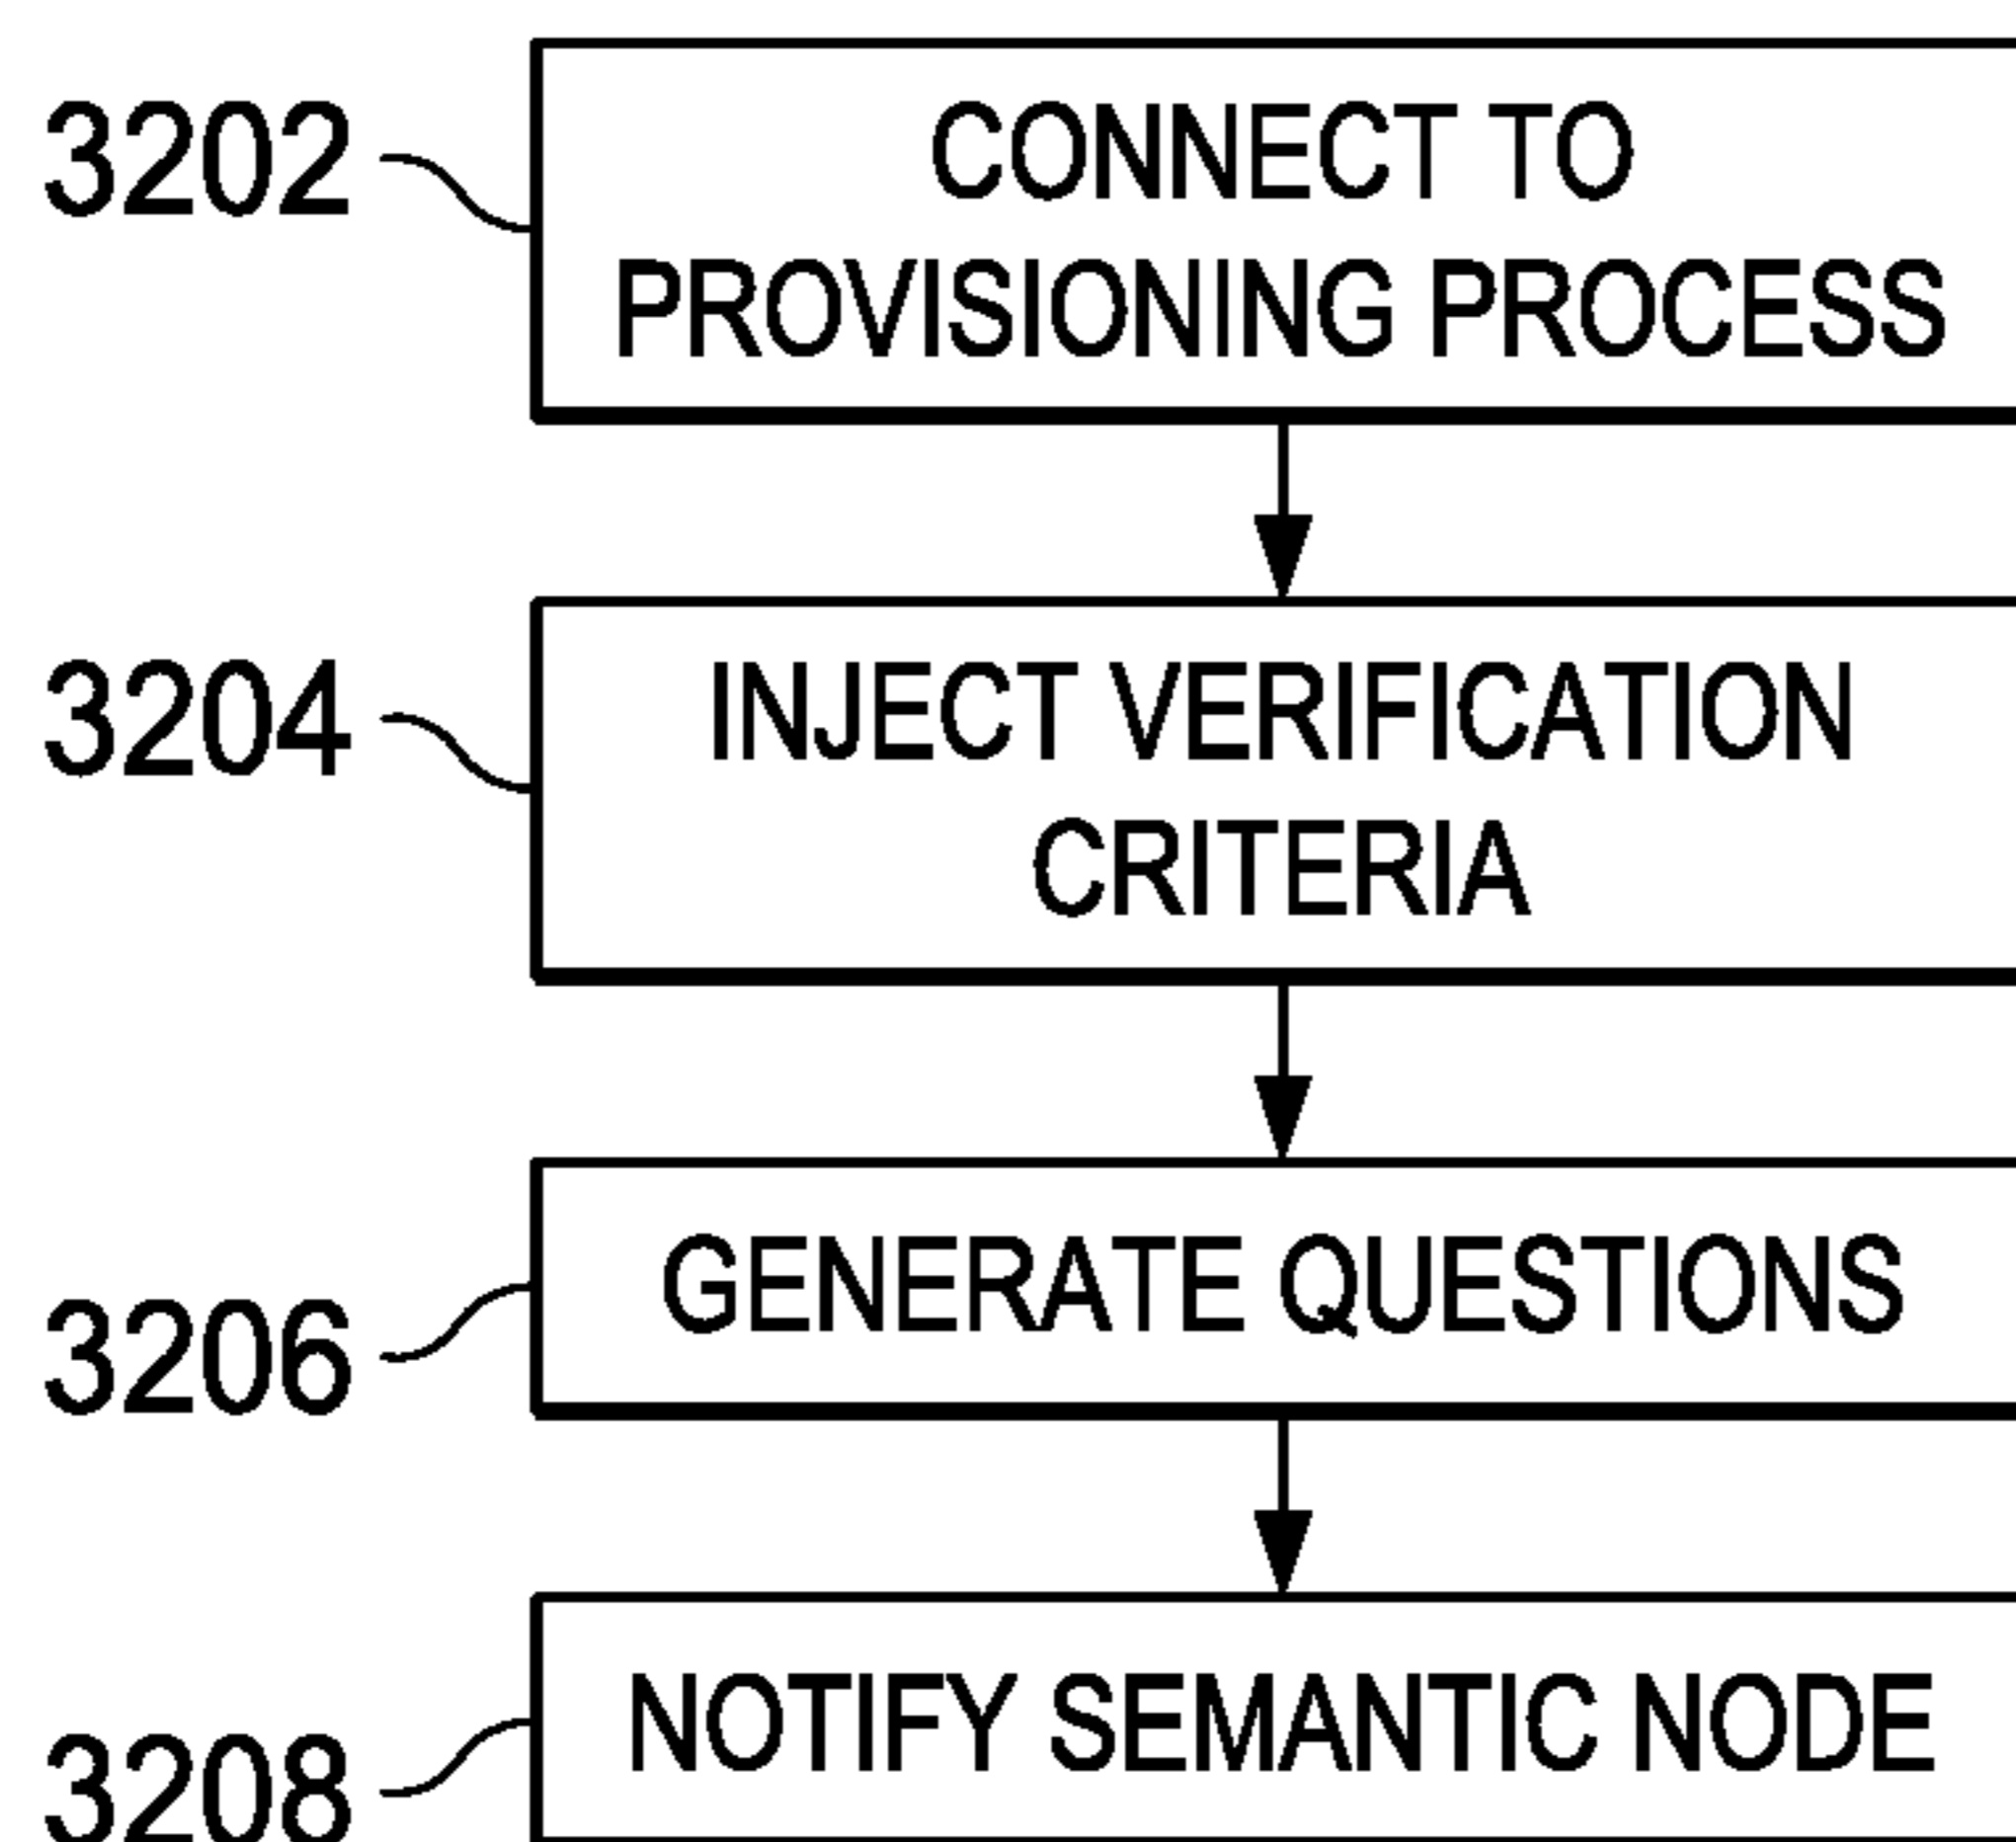 3202
CONNECT TO
PROVISIONING PROCESS
3204
INJECT VERIFICATION
CRITERIA
3206
GENERATE QUESTIONS
3208
NOTIFY SEMANTIC NODE